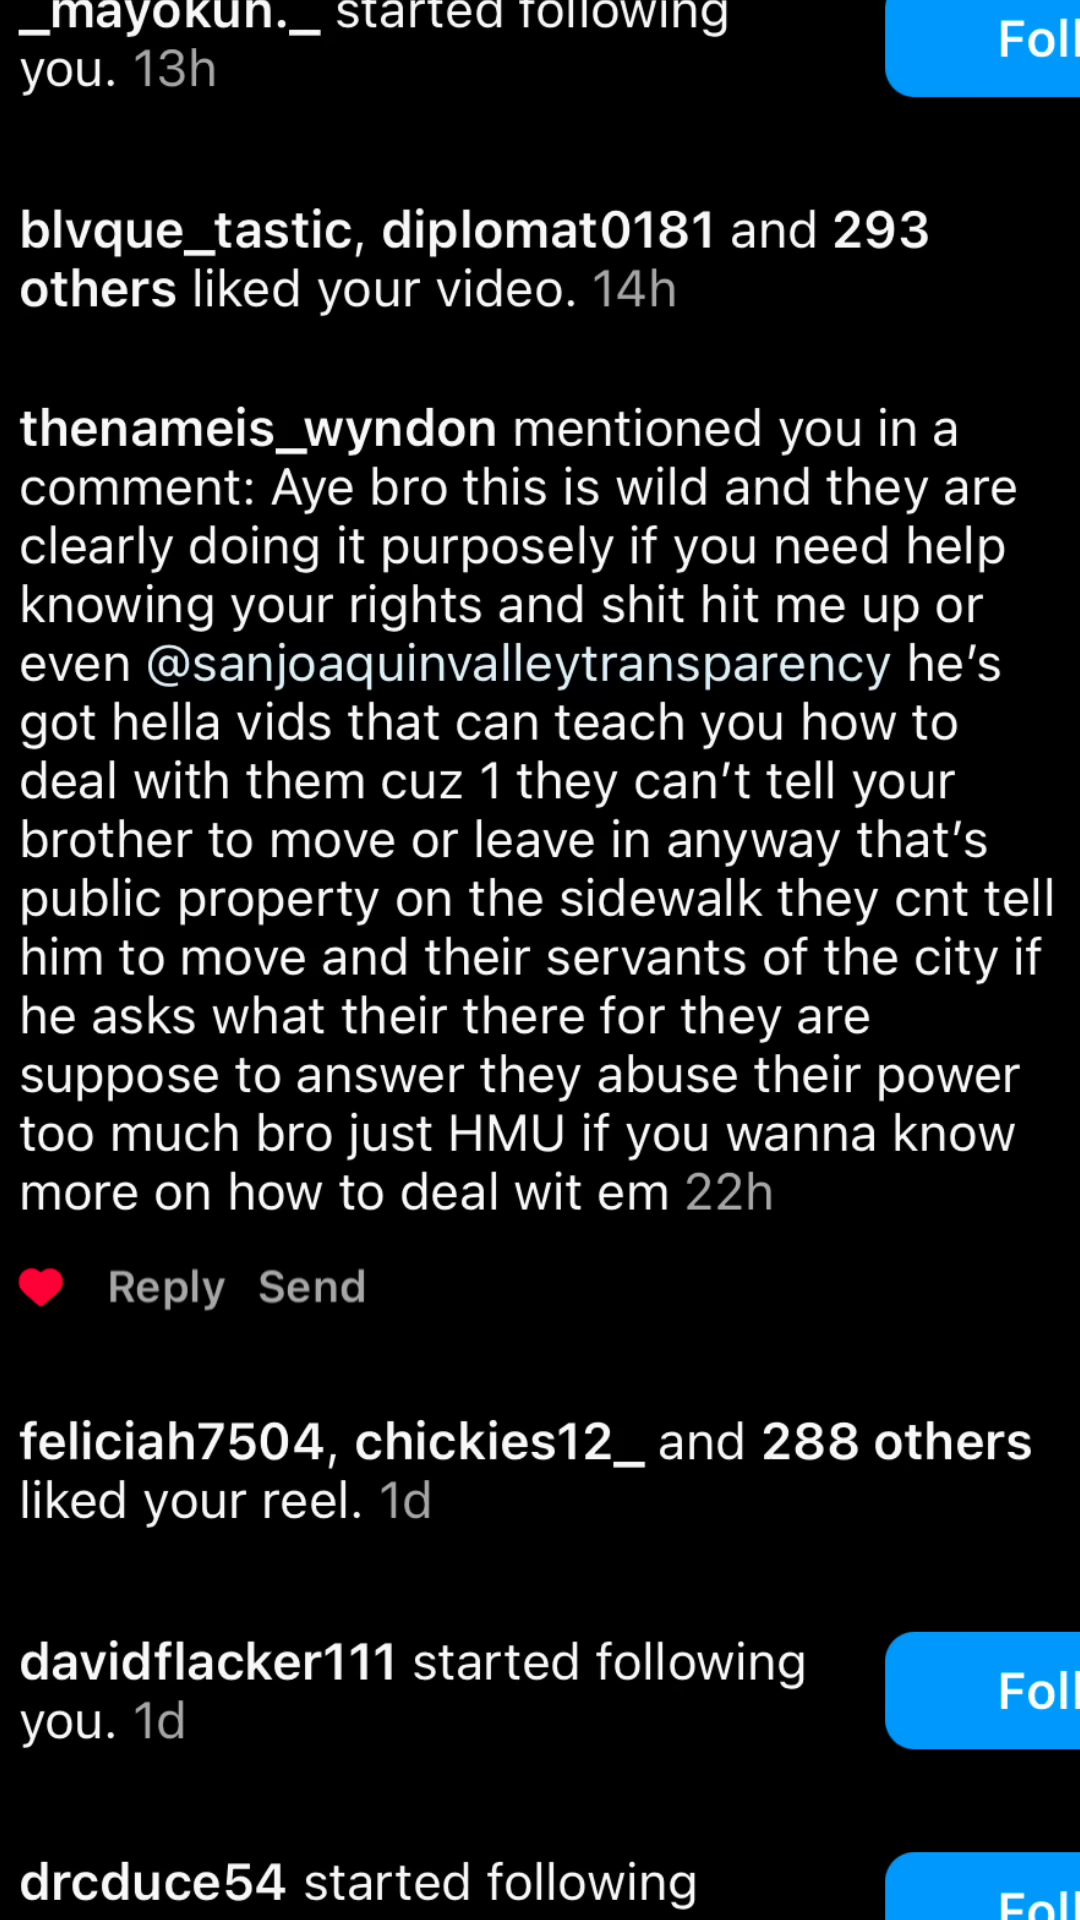 _mayokun._ started following
you. 13h
Foll
blvque_tastic, diplomat0181 and 293
others liked your video. 14h
thenameis_wyndon mentioned you in a
comment: Aye bro this is wild and they are
clearly doing it purposely if you need help
knowing your rights and shit hit me up or
even @sanjoaquinvalleytransparency he’s
got hella vids that can teach you how to
deal with them cuz 1 they can’t tell your
brother to move or leave in anyway that’s
public property on the sidewalk they cnt tell
him to move and their servants of the city if
he asks what their there for they are
suppose to answer they abuse their power
too much bro just HMU if you wanna know
more on how to deal wit em 22h
Reply Send
feliciah7504, chickies12_ and 288 others
liked your reel. 1d
davidflacker111 started following
you. 1d
Foll
drcduce54 started following
Foll